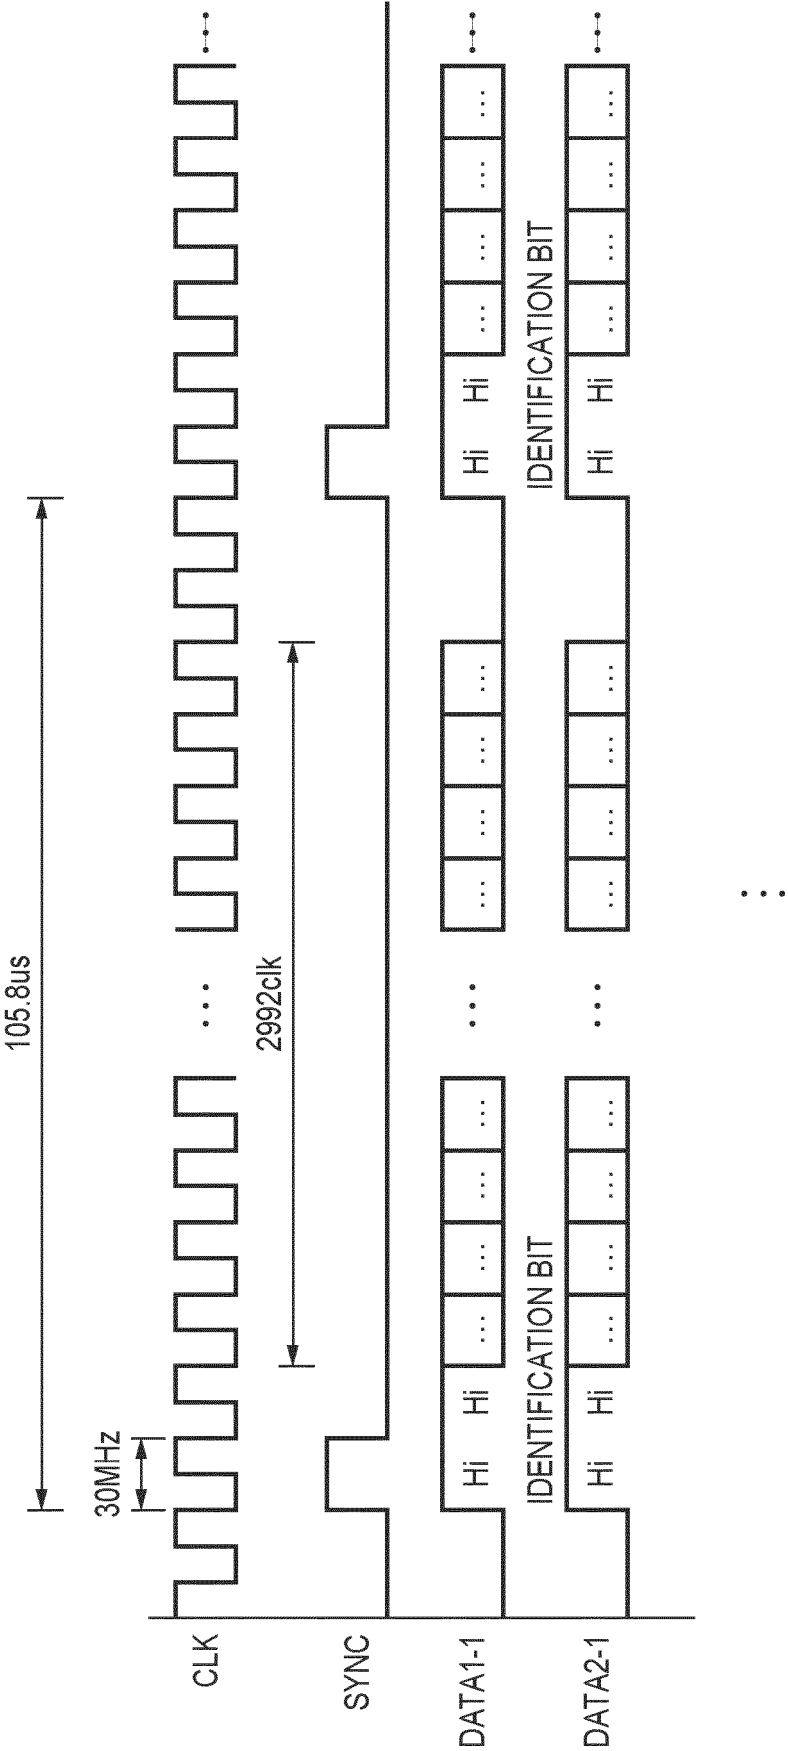 105.8us
30MHz
CLK
...
...
2992clk
SYNC
DATA1-1
Hi Hi ... ... ... ... ... ... ... ... ... Hi Hi ... ... ... ... ...
IDENTIFICATION BIT IDENTIFICATION BIT
DATA2-1
Hi Hi ... ... ... ... ... ... ... ... ... Hi Hi ... ... ... ... ...
...